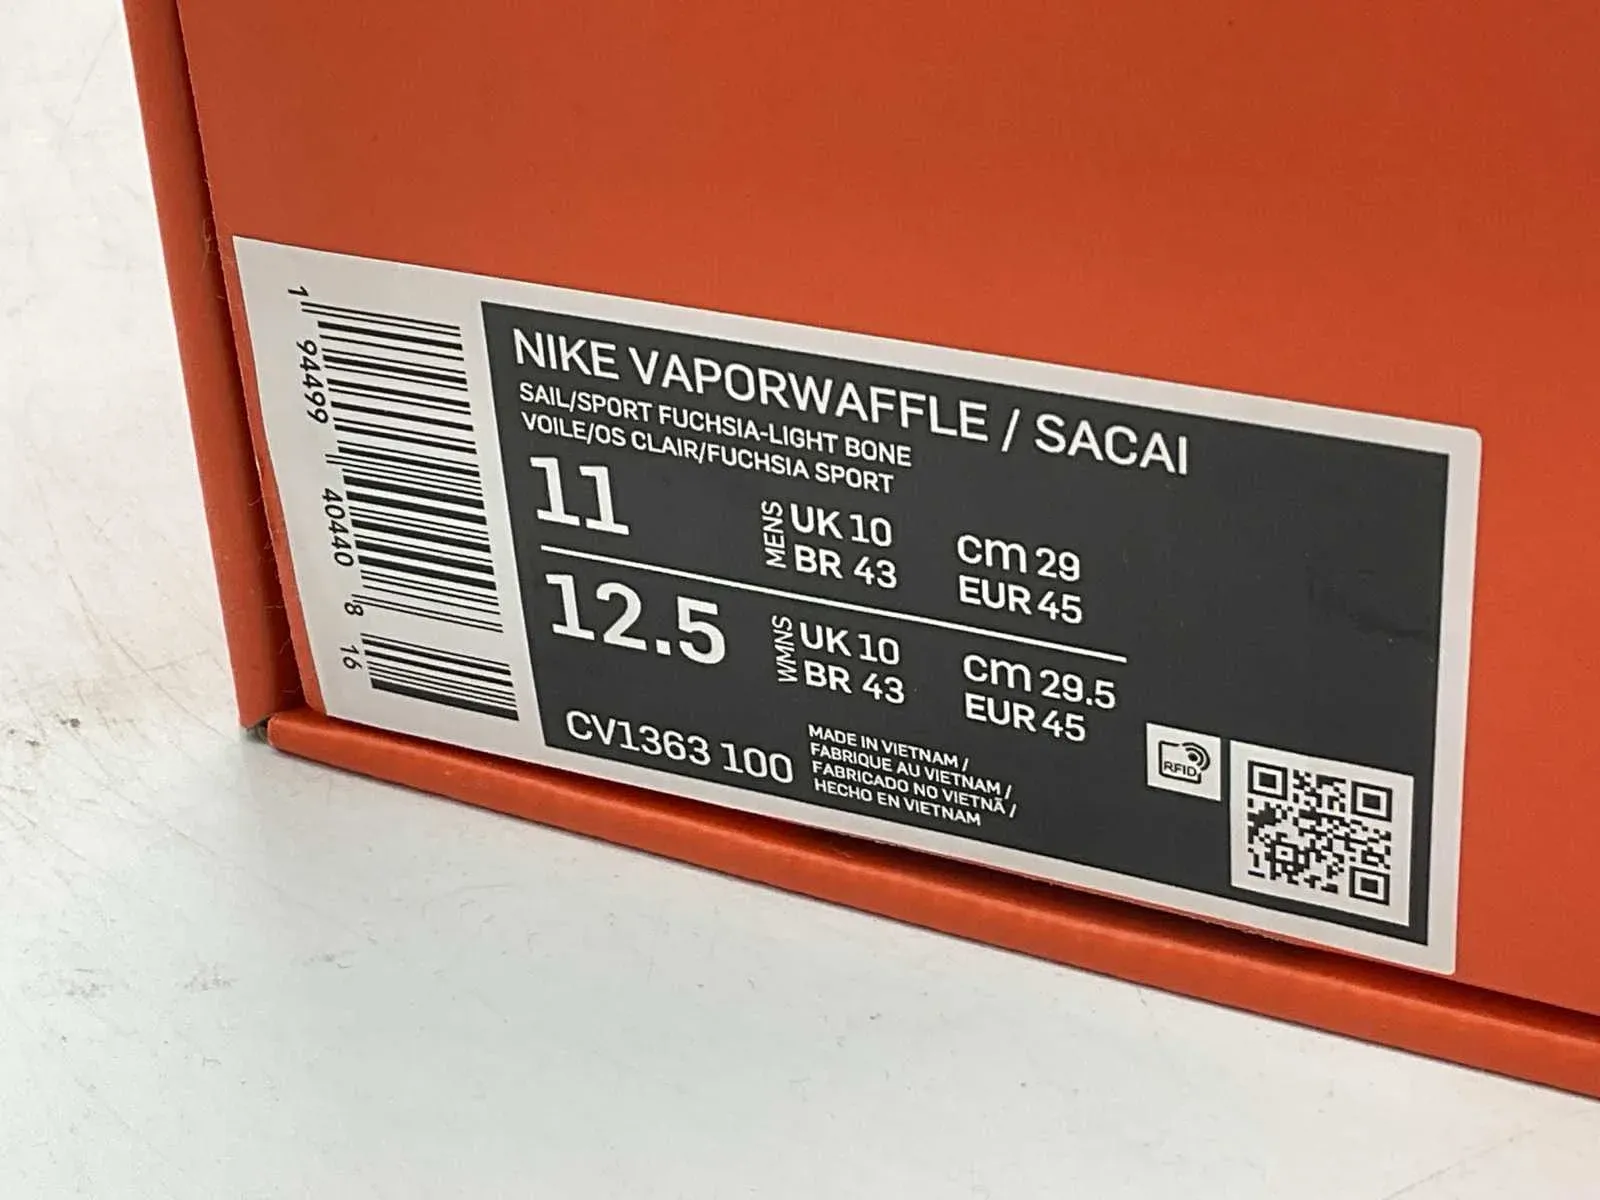 NIKE VAPORWAFFLE / SACAI
SAIL/SPORT FUCHSIA-LIGHT BONE
VOILE/OS CLAIR/FUCHSIA SPORT
11 MENS UK 10 cm 29
BR 43 EUR 45
12.5 WMNS UK 10 cm 29.5
BR 43 EUR 45
CV1363 100
MADE IN VIETNAM /
FABRIQUE AU VIETNAM /
FABRICADO NO VIETNÃ /
HECHO EN VIETNAM
RFID
1 94499 40440 8 16